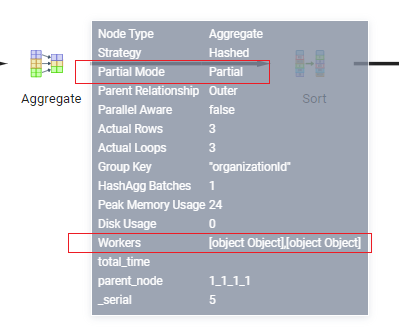 Node Type Aggregate
Strategy Hashed
Partial Mode Partial
Parent Relationship Outer
Parallel Aware false
Actual Rows 3
Actual Loops 3
Group Key "organizationId"
HashAgg Batches 1
Peak Memory Usage 24
Disk Usage 0
Workers [object Object],[object Object]
total_time
parent_node 1_1_1_1
_serial 5
Aggregate
Sort